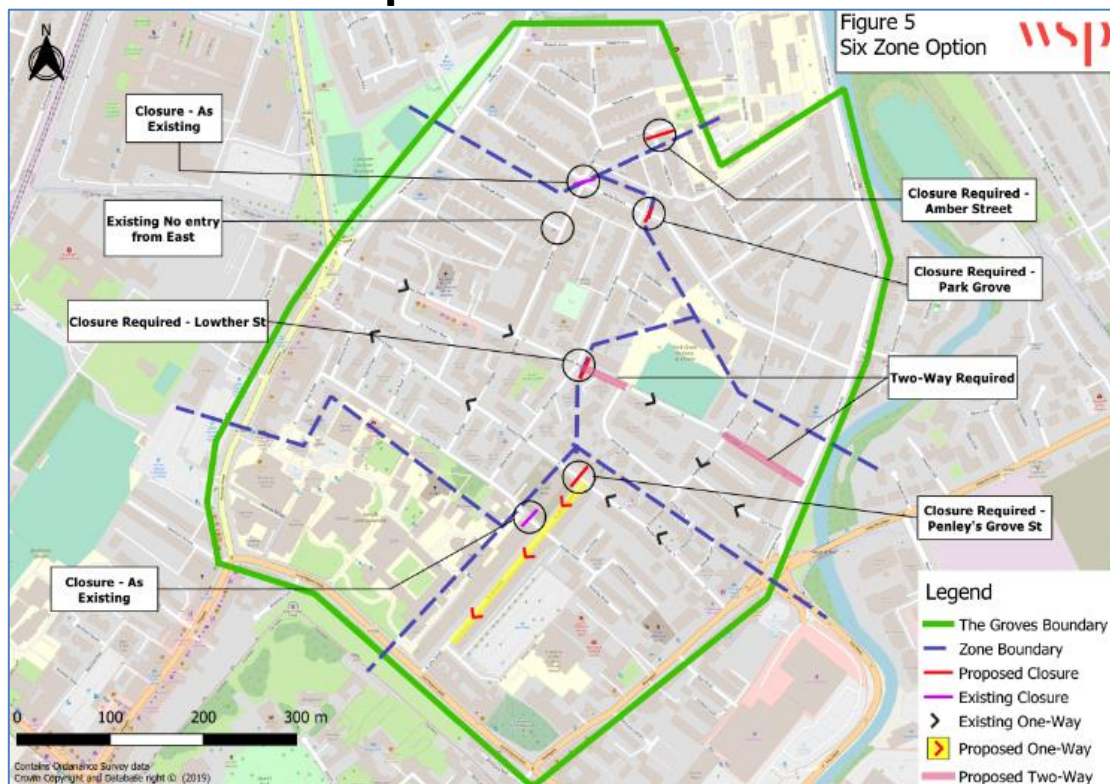 Figure 5
Six Zone Option
wsp
N
Closure - As
Existing
Existing No entry
from East
Closure Required - Lowther St
Closure - As
Existing
Closure Required -
Amber Street
Closure Required -
Park Grove
Two-Way Required
Closure Required -
Penley's Grove St
Legend
The Groves Boundary
Zone Boundary
Proposed Closure
Existing Closure
Existing One-Way
Proposed One-Way
Proposed Two-Way
0 100 200 300 m
Contains Ordnance Survey data
Crown Copyright and Database right © (2019)